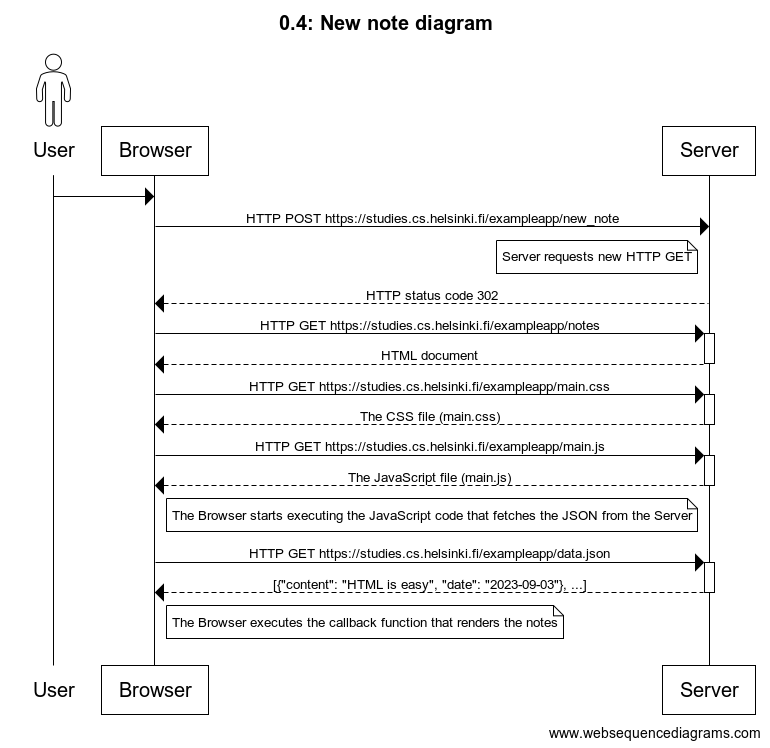 0.4: New note diagram
User
Browser
Server
HTTP POST https://studies.cs.helsinki.fi/exampleapp/new_note
Server requests new HTTP GET
HTTP status code 302
HTTP GET https://studies.cs.helsinki.fi/exampleapp/notes
HTML document
HTTP GET https://studies.cs.helsinki.fi/exampleapp/main.css
The CSS file (main.css)
HTTP GET https://studies.cs.helsinki.fi/exampleapp/main.js
The JavaScript file (main.js)
The Browser starts executing the JavaScript code that fetches the JSON from the Server
HTTP GET https://studies.cs.helsinki.fi/exampleapp/data.json
[{"content": "HTML is easy", "date": "2023-09-03"}, ...]
The Browser executes the callback function that renders the notes
User
Browser
Server
www.websequencediagrams.com